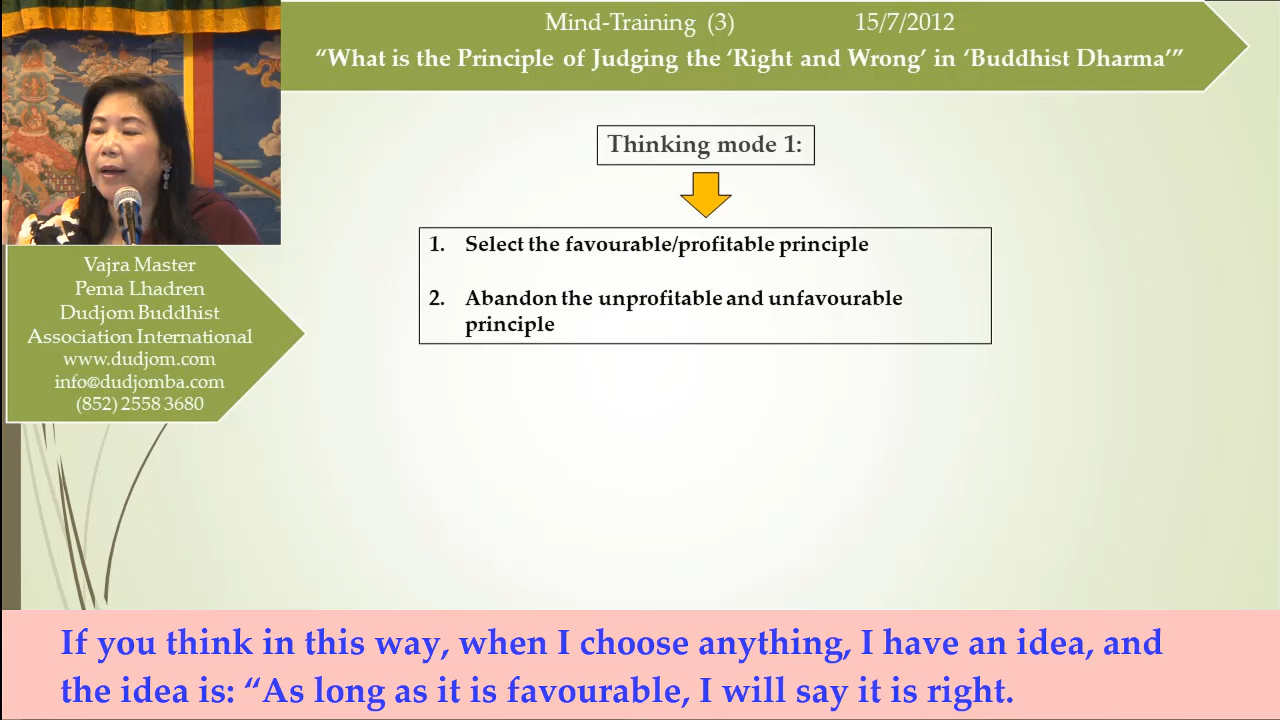 Mind-Training (3) 15/7/2012
“What is the Principle of Judging the ‘Right and Wrong’ in ‘Buddhist Dharma’”
Thinking mode 1:
1. Select the favourable/profitable principle
2. Abandon the unprofitable and unfavourable
principle
Vajra Master
Pema Lhadren
Dudjom Buddhist
Association International
www.dudjom.com
info@dudjomba.com
(852) 2558 3680
If you think in this way, when I choose anything, I have an idea, and
the idea is: “As long as it is favourable, I will say it is right.